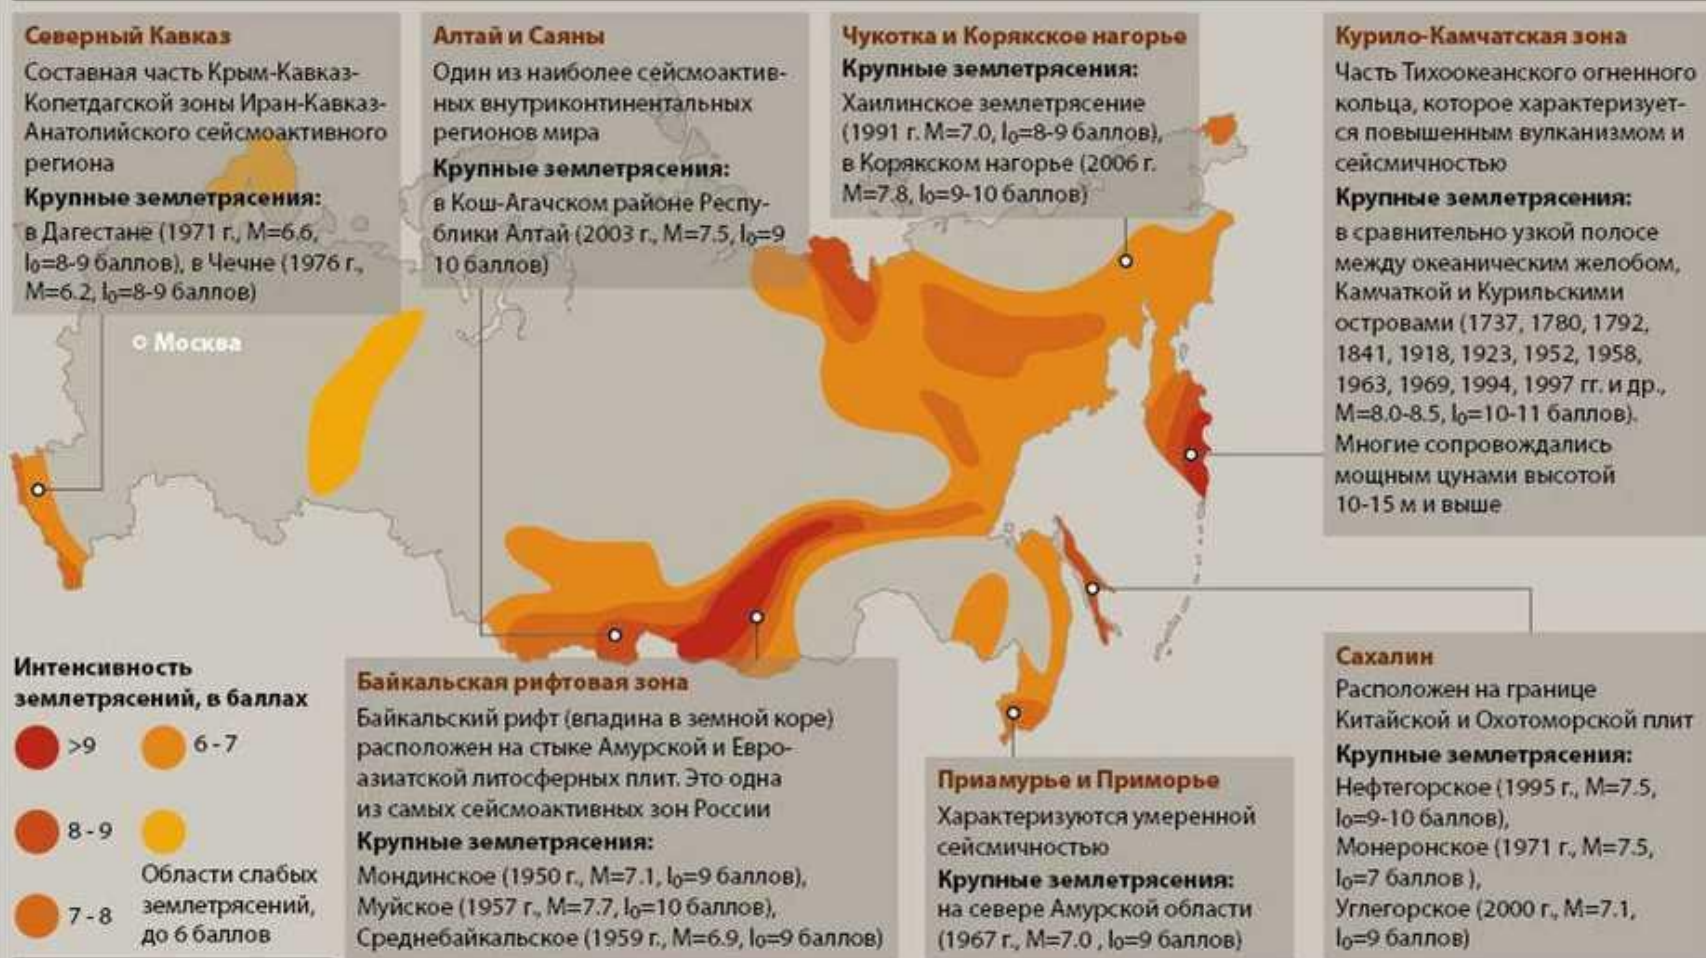 Северный Кавказ
Составная часть Крым-Кавказ-
Копетдагской зоны Иран-Кавказ-
Анатолийского сейсмоактивного
региона
Крупные землетрясения:
в Дагестане (1971 г., М=6.6,
I₀=8-9 баллов), в Чечне (1976 г.,
М=6.2, I₀=8-9 баллов)
Алтай и Саяны
Один из наиболее сейсмоактив-
ных внутриконтинентальных
регионов мира
Крупные землетрясения:
в Кош-Агачском районе Респу-
блики Алтай (2003 г., М=7.5, I₀=9
10 баллов)
Чукотка и Корякское нагорье
Крупные землетрясения:
Хаилинское землетрясение
(1991 г. М=7.0, I₀=8-9 баллов),
в Корякском нагорье (2006 г.
М=7.8, I₀=9-10 баллов)
Курило-Камчатская зона
Часть Тихоокеанского огненного
кольца, которое характеризует-
ся повышенным вулканизмом и
сейсмичностью
Крупные землетрясения:
в сравнительно узкой полосе
между океаническим желобом,
Камчаткой и Курильскими
островами (1737, 1780, 1792,
1841, 1918, 1923, 1952, 1958,
1963, 1969, 1994, 1997 гг. и др.,
М=8.0-8.5, I₀=10-11 баллов).
Многие сопровождались
мощным цунами высотой
10-15 м и выше
Москва
Интенсивность
землетрясений, в баллах
>9
6 - 7
8 - 9
7 - 8
Области слабых
землетрясений,
до 6 баллов
Байкальская рифтовая зона
Байкальский рифт (впадина в земной коре)
расположен на стыке Амурской и Евро-
азиатской литосферных плит. Это одна
из самых сейсмоактивных зон России
Крупные землетрясения:
Мондинское (1950 г., М=7.1, I₀=9 баллов),
Муйское (1957 г., М=7.7, I₀=10 баллов),
Среднебайкальское (1959 г., М=6.9, I₀=9 баллов)
Приамурье и Приморье
Характеризуются умеренной
сейсмичностью
Крупные землетрясения:
на севере Амурской области
(1967 г., М=7.0 , I₀=9 баллов)
Сахалин
Расположен на границе
Китайской и Охотоморской плит
Крупные землетрясения:
Нефтегорское (1995 г., М=7.5,
I₀=9-10 баллов),
Монеронское (1971 г., М=7.5,
I₀=7 баллов ),
Углегорское (2000 г., М=7.1,
I₀=9 баллов)